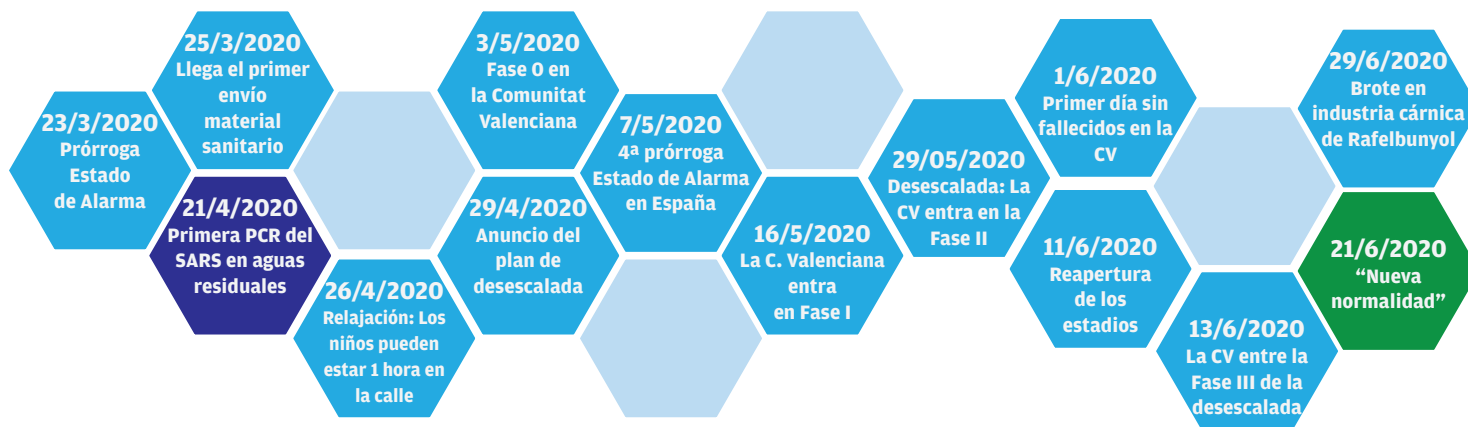 23/3/2020
Prórroga
Estado
de Alarma
25/3/2020
Llega el primer
envío
material
sanitario
21/4/2020
Primera PCR del
SARS en aguas
residuales
26/4/2020
Relajación: Los
niños pueden
estar 1 hora en
la calle
3/5/2020
Fase 0 en
la Comunitat
Valenciana
29/4/2020
Anuncio del
plan de
desescalada
7/5/2020
4ª prórroga
Estado de Alarma
en España
16/5/2020
La C. Valenciana
entra
en Fase I
29/05/2020
Desescalada: La
CV entra en la
Fase II
1/6/2020
Primer día sin
fallecidos en la
CV
11/6/2020
Reapertura
de los
estadios
13/6/2020
La CV entre la
Fase III de la
desescalada
29/6/2020
Brote en
industria cárnica
de Rafelbunyol
21/6/2020
“Nueva
normalidad”